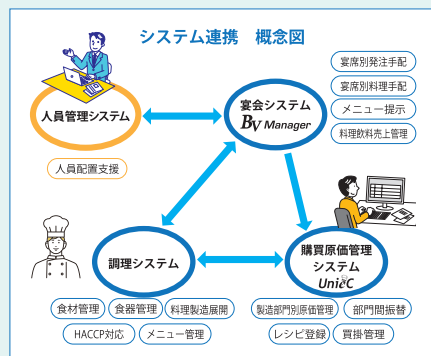 システム連携　概念図
人員管理システム
人員配置支援
宴会システム
BV Manager
宴席別発注手配
宴席別料理手配
メニュー提示
料理飲料売上管理
調理システム
食材管理
食器管理
料理製造展開
HACCP対応
メニュー管理
購買原価管理
システム
UnieC
製造部門別原価管理
部門間振替
レシピ登録
買掛管理